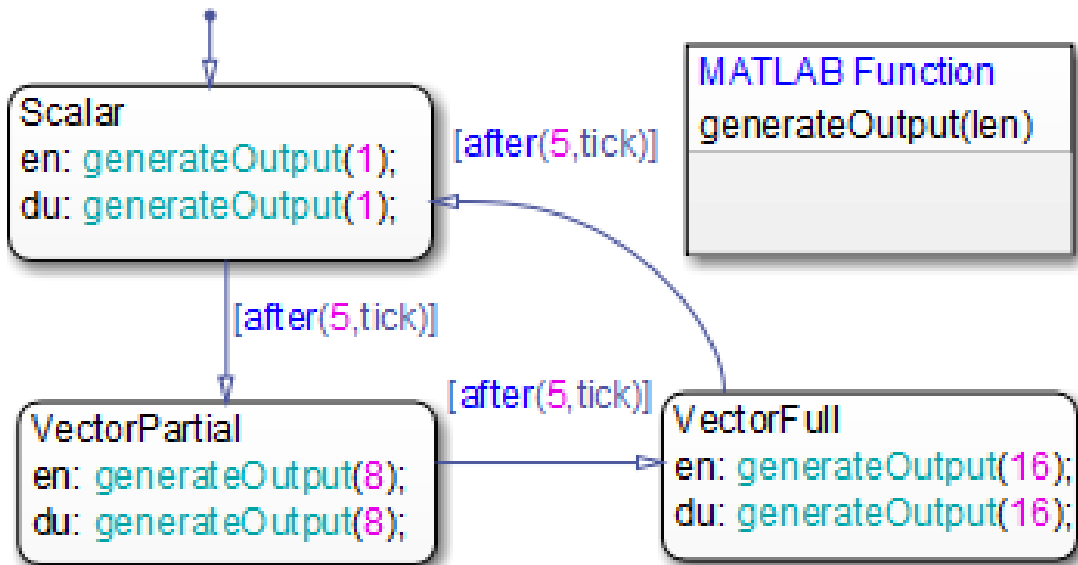 Scalar
en: generateOutput(1);
du: generateOutput(1);
[after(5,tick)]
MATLAB Function
generateOutput(len)
[after(5,tick)]
VectorPartial
en: generateOutput(8);
du: generateOutput(8);
[after(5,tick)]
VectorFull
en: generateOutput(16);
du: generateOutput(16);